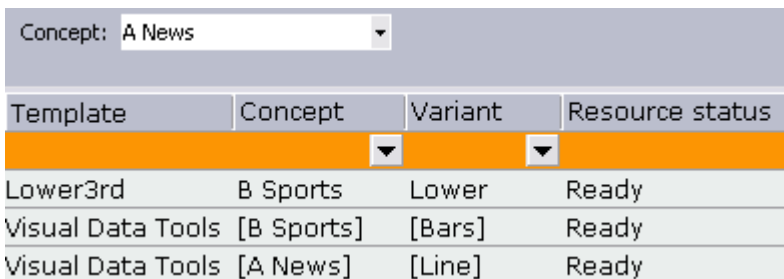 Concept: A News
Template Concept Variant Resource status
Lower3rd B Sports Lower Ready
Visual Data Tools [B Sports] [Bars] Ready
Visual Data Tools [A News] [Line] Ready